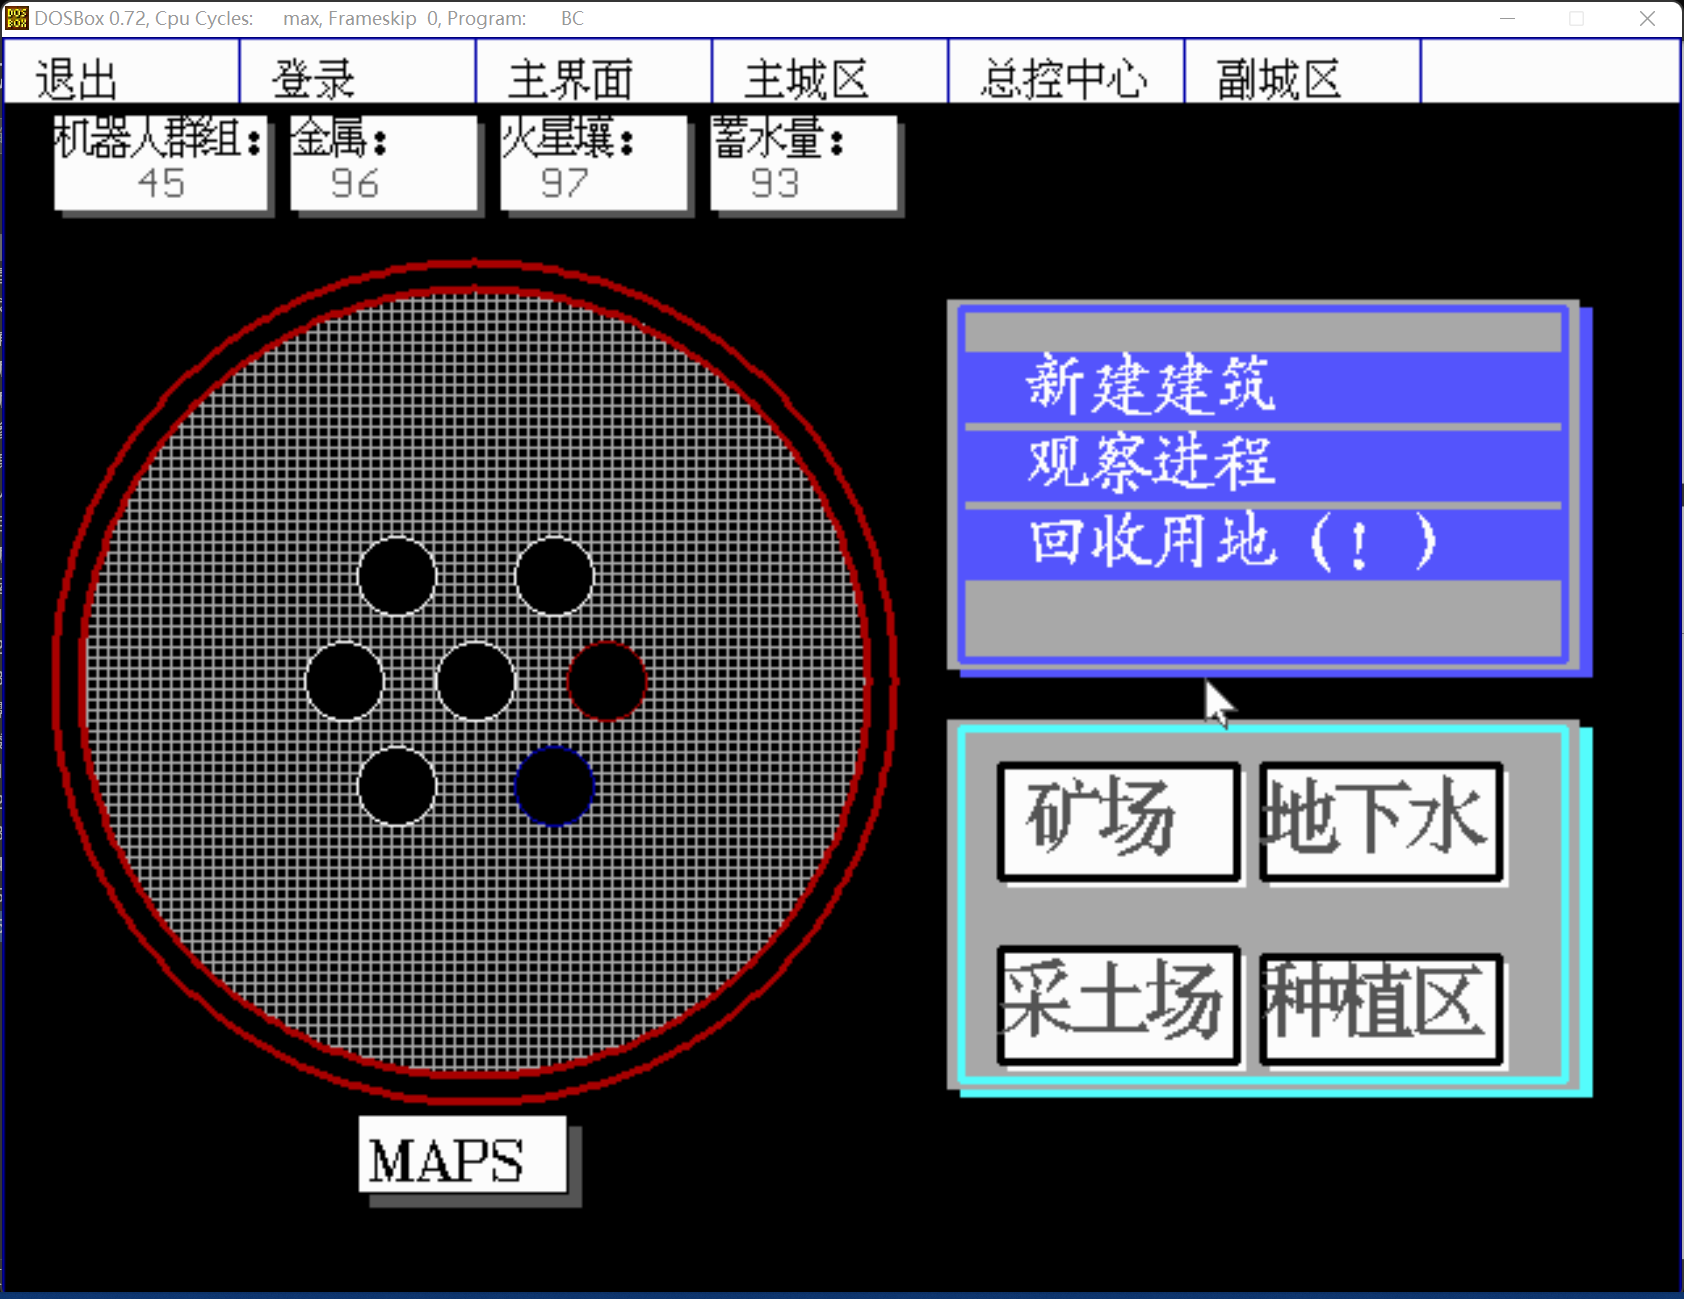 DOSBox 0.72, Cpu Cycles: max, Frameskip 0, Program: BC
退出 登录 主界面 主城区 总控中心 副城区
机器人群组: 金属: 火星壤: 蓄水量:
45 96 97 93
新建建筑
观察进程
回收用地（! ）
矿场 地下水
采土场 种植区
MAPS